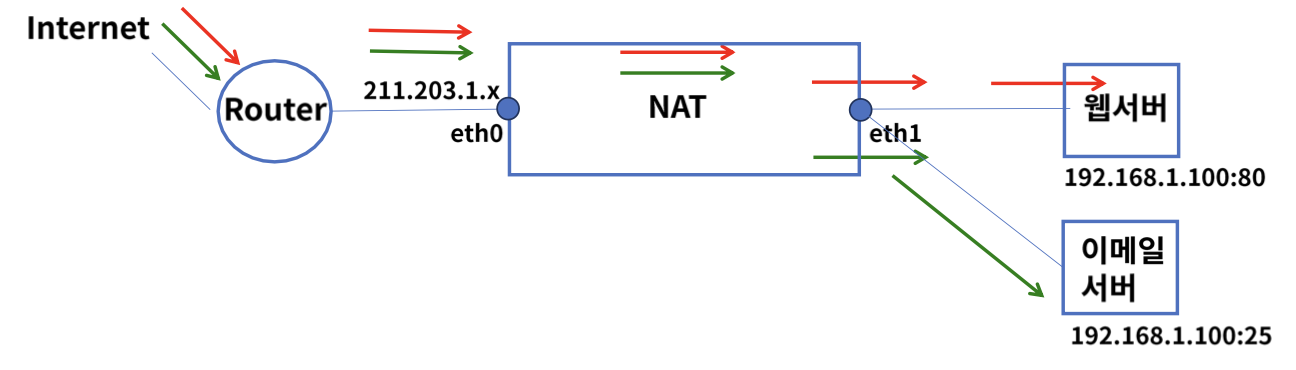 Internet
Router
211.203.1.x
eth0
NAT
eth1
웹서버
192.168.1.100:80
이메일
서버
192.168.1.100:25